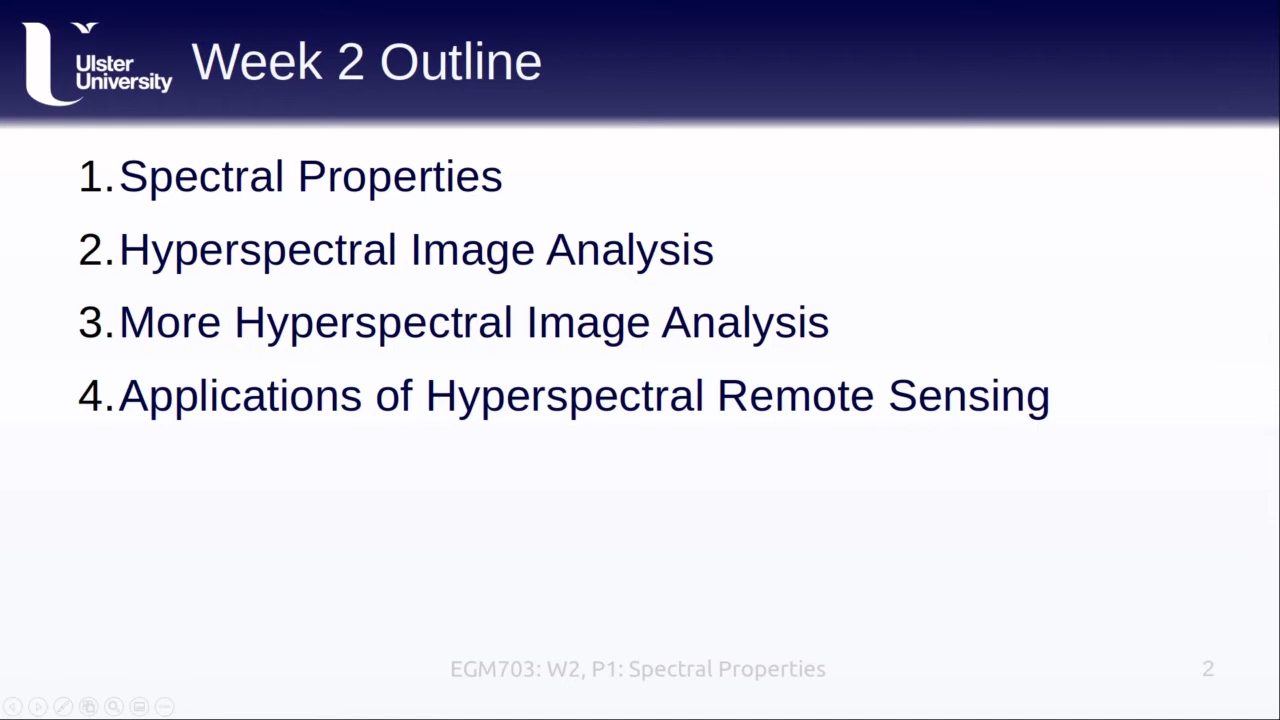 Ulster
University
Week 2 Outline
1. Spectral Properties
2. Hyperspectral Image Analysis
3. More Hyperspectral Image Analysis
4. Applications of Hyperspectral Remote Sensing
EGM703: W2, P1: Spectral Properties
2